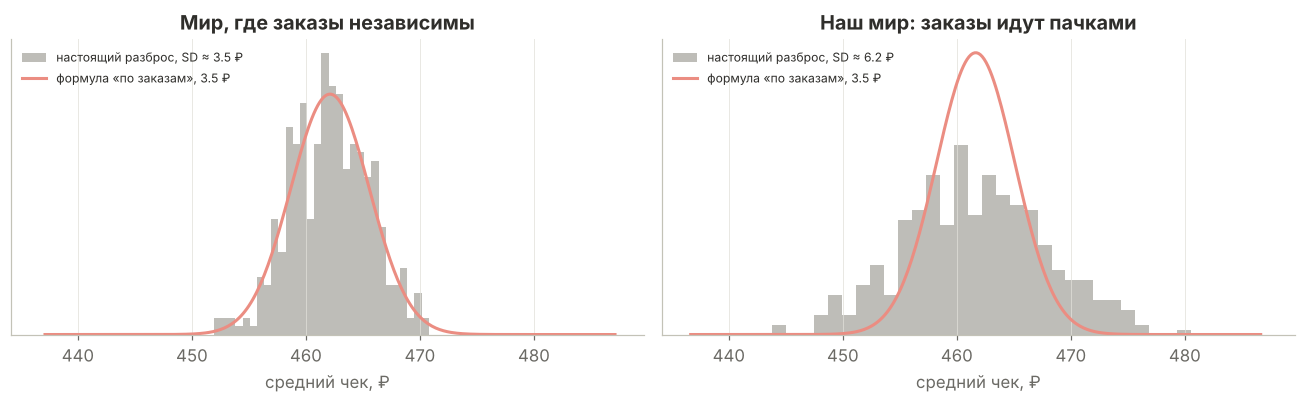 Мир, где заказы независимы
настоящий разброс, SD ≈ 3.5 ₽
формула «по заказам», 3.5 ₽
440 450 460 470 480
средний чек, ₽
Наш мир: заказы идут пачками
настоящий разброс, SD ≈ 6.2 ₽
формула «по заказам», 3.5 ₽
440 450 460 470 480
средний чек, ₽